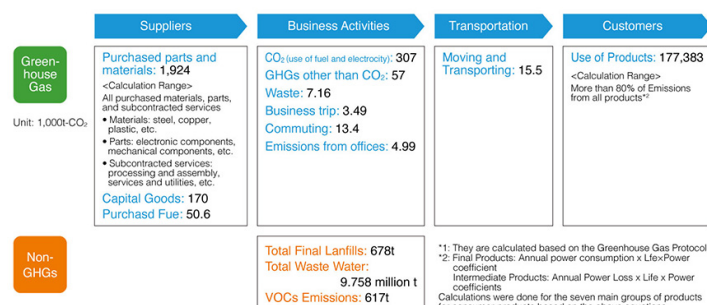 Suppliers
Business Activities
Transportation
Customers
Green-
house
Gas
Unit: 1,000t-CO₂
Purchased parts and
materials: 1,924
<Calculation Range>
All purchased materials, parts,
and subcontracted services
• Materials: steel, copper,
plastic, etc.
• Parts: electronic components,
mechanical components, etc.
• Subcontracted services:
processing and assembly,
services and utilities, etc.
Capital Goods: 170
Purchasd Fue: 50.6
CO₂ (use of fuel and electrocity): 307
GHGs other than CO₂: 57
Waste: 7.16
Business trip: 3.49
Commuting: 13.4
Emissions from offices: 4.99
Moving and
Transporting: 15.5
Use of Products: 177,383
<Calculation Range>
More than 80% of Emissions
from all products*2
Non-
GHGs
Total Final Lanfills: 678t
Total Waste Water:
9.758 million t
VOCs Emissions: 617t
*1: They are calculated based on the Greenhouse Gas Protocol
*2: Final Products: Annual power consumption x Lfe×Power
coefficient
Intermediate Products: Annual Power Loss x Life x Power
coefficients
Calculations were done for the seven main groups of products